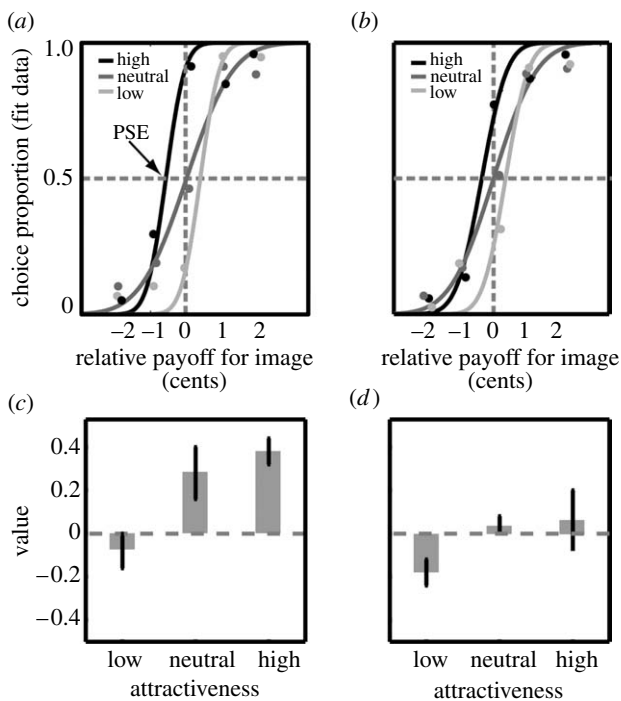 (a)
1.0
0.5
0
choice proportion (fit data)
high
neutral
low
PSE
−2 −1 0 1 2
relative payoff for image
(cents)
(b)
high
neutral
low
−2 −1 0 1 2
relative payoff for image
(cents)
(c)
0.4
0.2
0
−0.2
−0.4
value
low neutral high
attractiveness
(d)
low neutral high
attractiveness